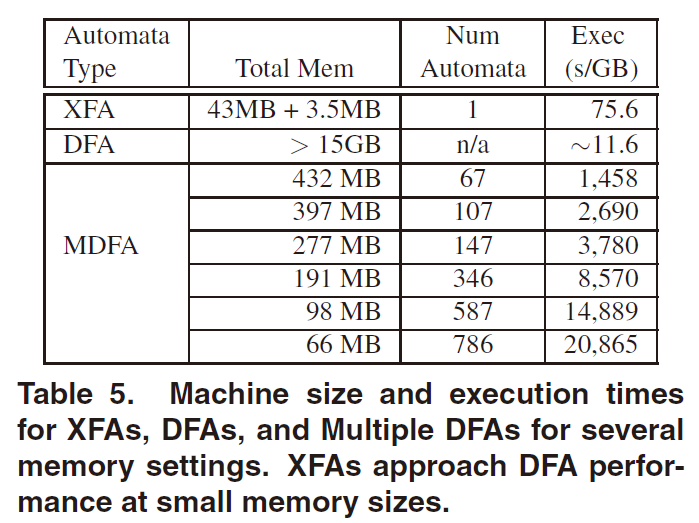 Automata Type Total Mem Num Automata Exec (s/GB)
XFA 43MB + 3.5MB 1 75.6
DFA > 15GB n/a ~11.6
MDFA 432 MB 67 1,458
397 MB 107 2,690
277 MB 147 3,780
191 MB 346 8,570
98 MB 587 14,889
66 MB 786 20,865
Table 5. Machine size and execution times
for XFAs, DFAs, and Multiple DFAs for several
memory settings. XFAs approach DFA perfor-
mance at small memory sizes.